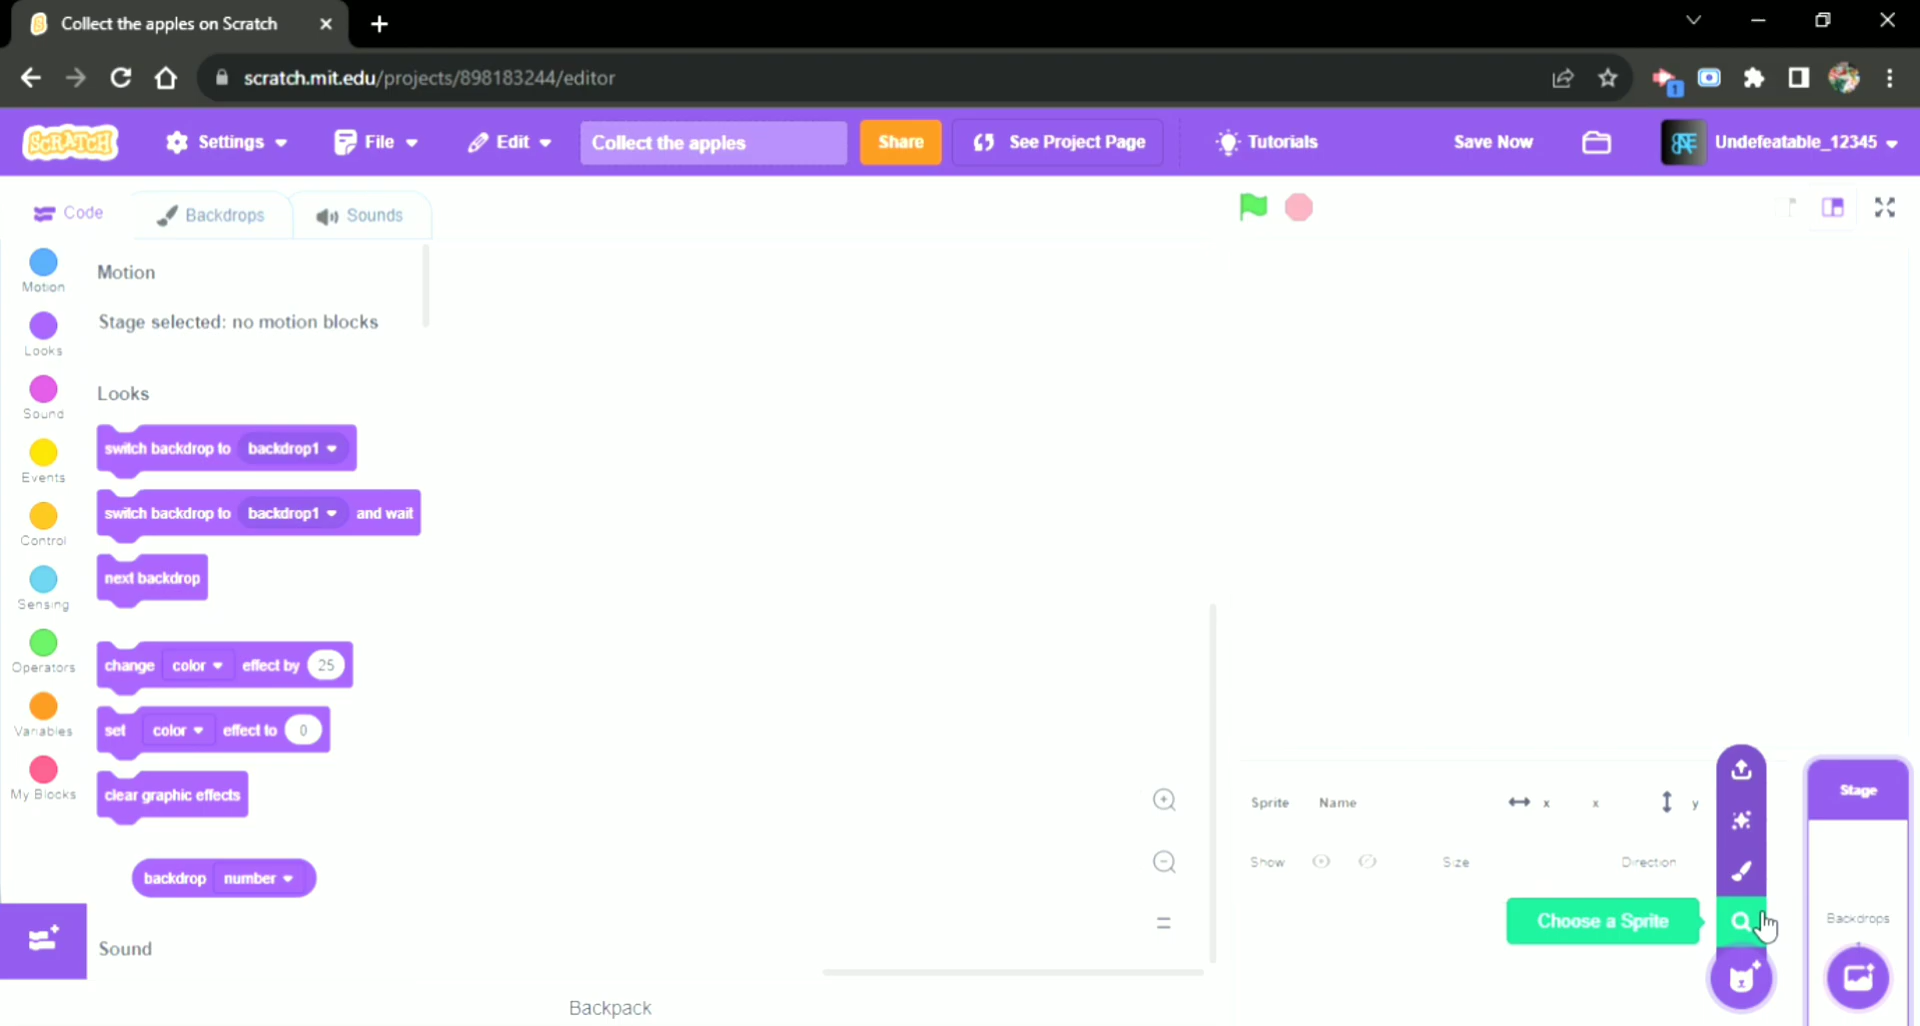 Collect the apples on Scratch
scratch.mit.edu/projects/898183244/editor
1
SCRATCH
Settings
File
Edit
Collect the apples
Share
See Project Page
Tutorials
Save Now
Undefeatable_12345
Code
Backdrops
Sounds
Motion
Looks
Sound
Events
Control
Sensing
Operators
Variables
My Blocks
Motion
Stage selected: no motion blocks
Looks
switch backdrop to backdrop1
switch backdrop to backdrop1 and wait
next backdrop
change color effect by 25
set color effect to 0
clear graphic effects
backdrop number
Sound
Backpack
Sprite Name
x x y
Show Size Direction
Choose a Sprite
Stage
Backdrops